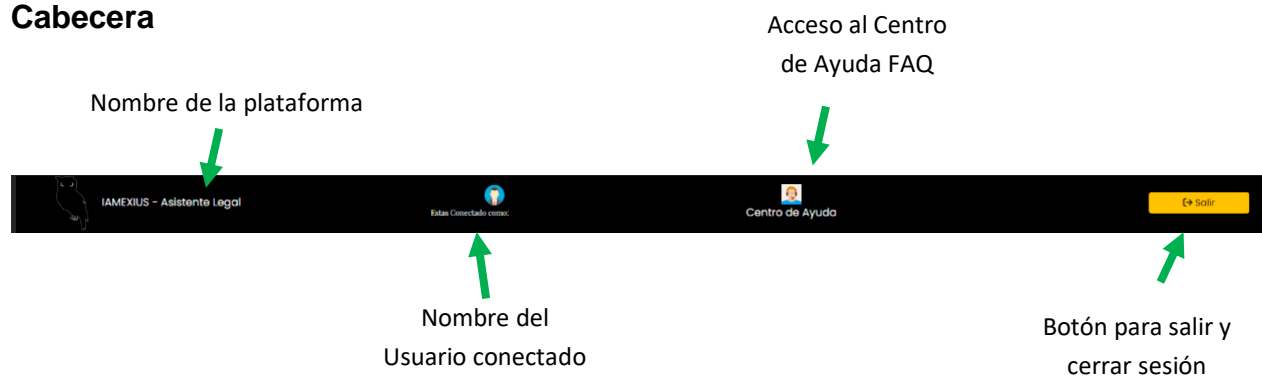 Cabecera
Acceso al Centro
de Ayuda FAQ
Nombre de la plataforma
IAMEXIUS - Asistente Legal
Estas Conectado como:
Centro de Ayuda
Salir
Nombre del
Usuario conectado
Botón para salir y
cerrar sesión